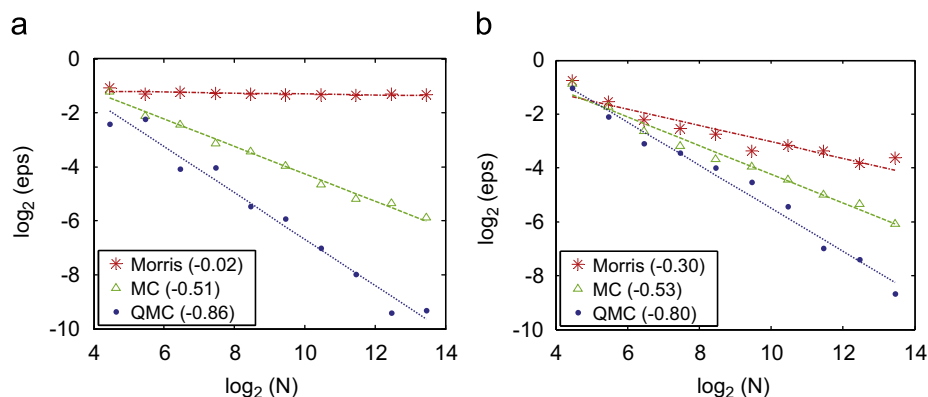 a
0
-2
-4
-6
-8
-10
log2 (eps)
Morris (-0.02)
MC (-0.51)
QMC (-0.86)
4 6 8 10 12 14
log2 (N)
b
0
-2
-4
-6
-8
-10
log2 (eps)
Morris (-0.30)
MC (-0.53)
QMC (-0.80)
4 6 8 10 12 14
log2 (N)